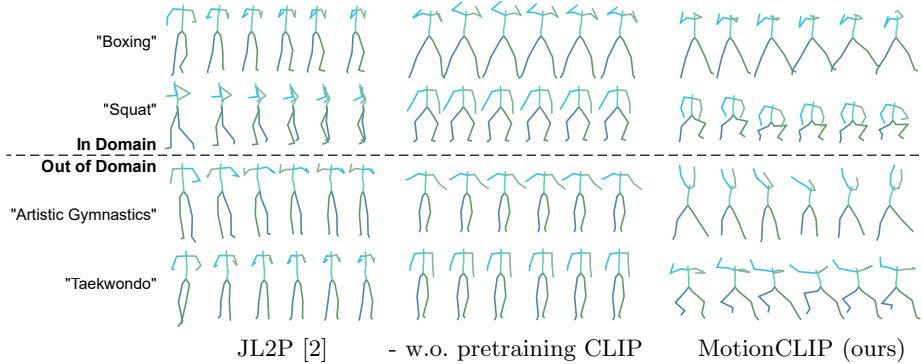 "Boxing"
"Squat"
In Domain
Out of Domain
"Artistic Gymnastics"
"Taekwondo"
JL2P [2] - w.o. pretraining CLIP MotionCLIP (ours)